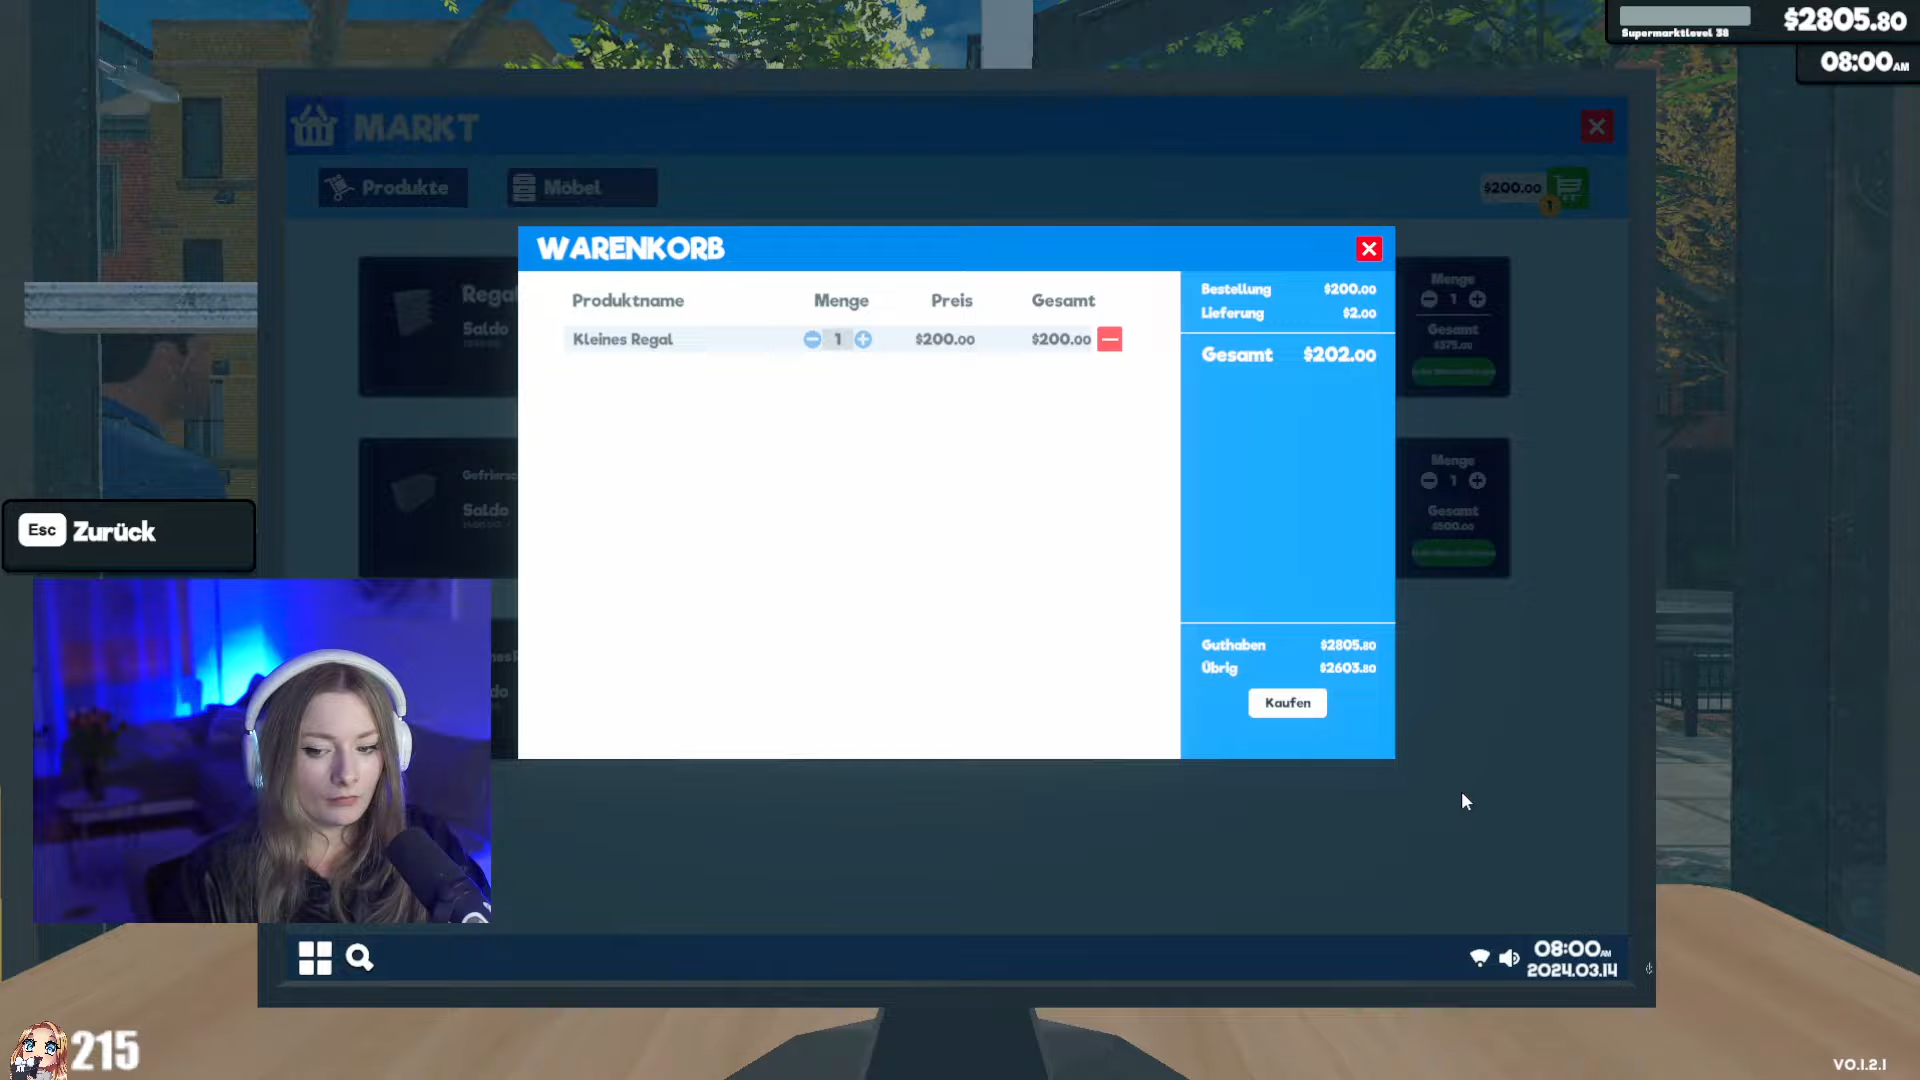 $2805.80
Supermarktlevel 38
08:00AM
MARKT
Produkte
Möbel
$200.00
1
WARENKORB
Produktname Menge Preis Gesamt
Kleines Regal 1 $200.00 $200.00
Bestellung $200.00
Lieferung $2.00
Gesamt $202.00
Guthaben $2805.80
Übrig $2603.80
Kaufen
Regal
Saldo
Menge
1
Gesamt
$375.00
Saldo
Menge
1
Gesamt
$500.00
Esc Zurück
08:00AM
2024.03.14
215
V0.1.2.1